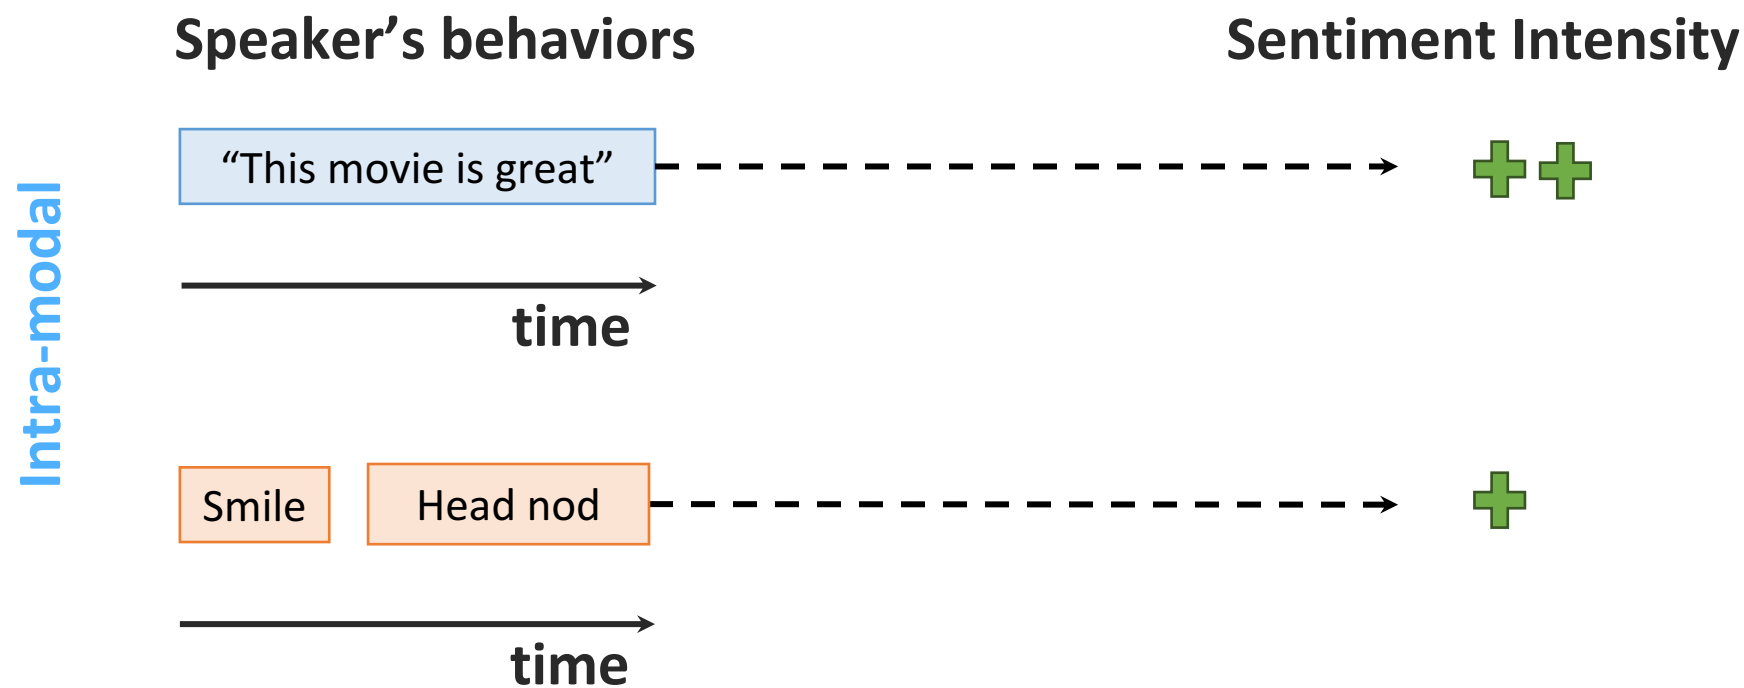 Speaker’s behaviors
Sentiment Intensity
Intra-modal
“This movie is great”
time
Smile
Head nod
time